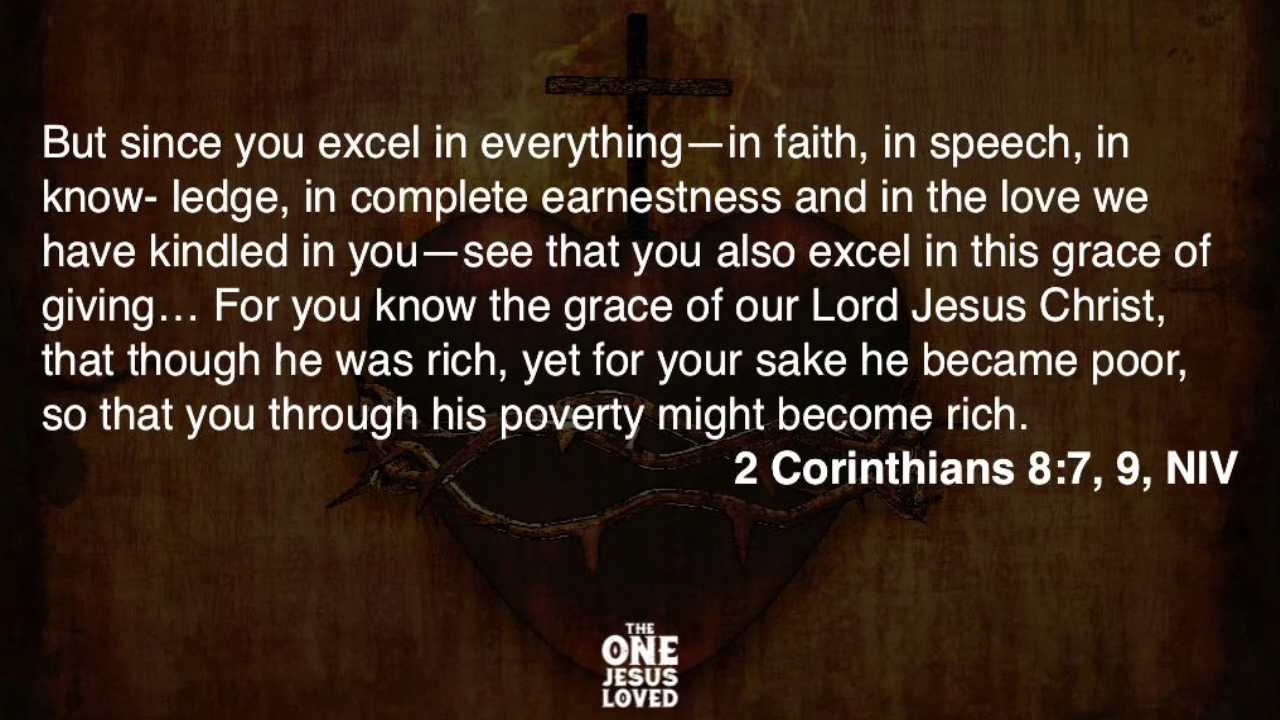 But since you excel in everything—in faith, in speech, in
know- ledge, in complete earnestness and in the love we
have kindled in you—see that you also excel in this grace of
giving… For you know the grace of our Lord Jesus Christ,
that though he was rich, yet for your sake he became poor,
so that you through his poverty might become rich.
2 Corinthians 8:7, 9, NIV
THE
ONE
JESUS
LOVED